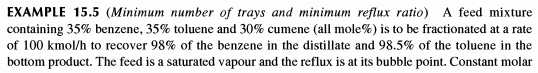 EXAMPLE 15.5 (Minimum number of trays and minimum reflux ratio) A feed mixture
containing 35% benzene, 35% toluene and 30% cumene (all mole%) is to be fractionated at a rate
of 100 kmol/h to recover 98% of the benzene in the distillate and 98.5% of the toluene in the
bottom product. The feed is a saturated vapour and the reflux is at its bubble point. Constant molar